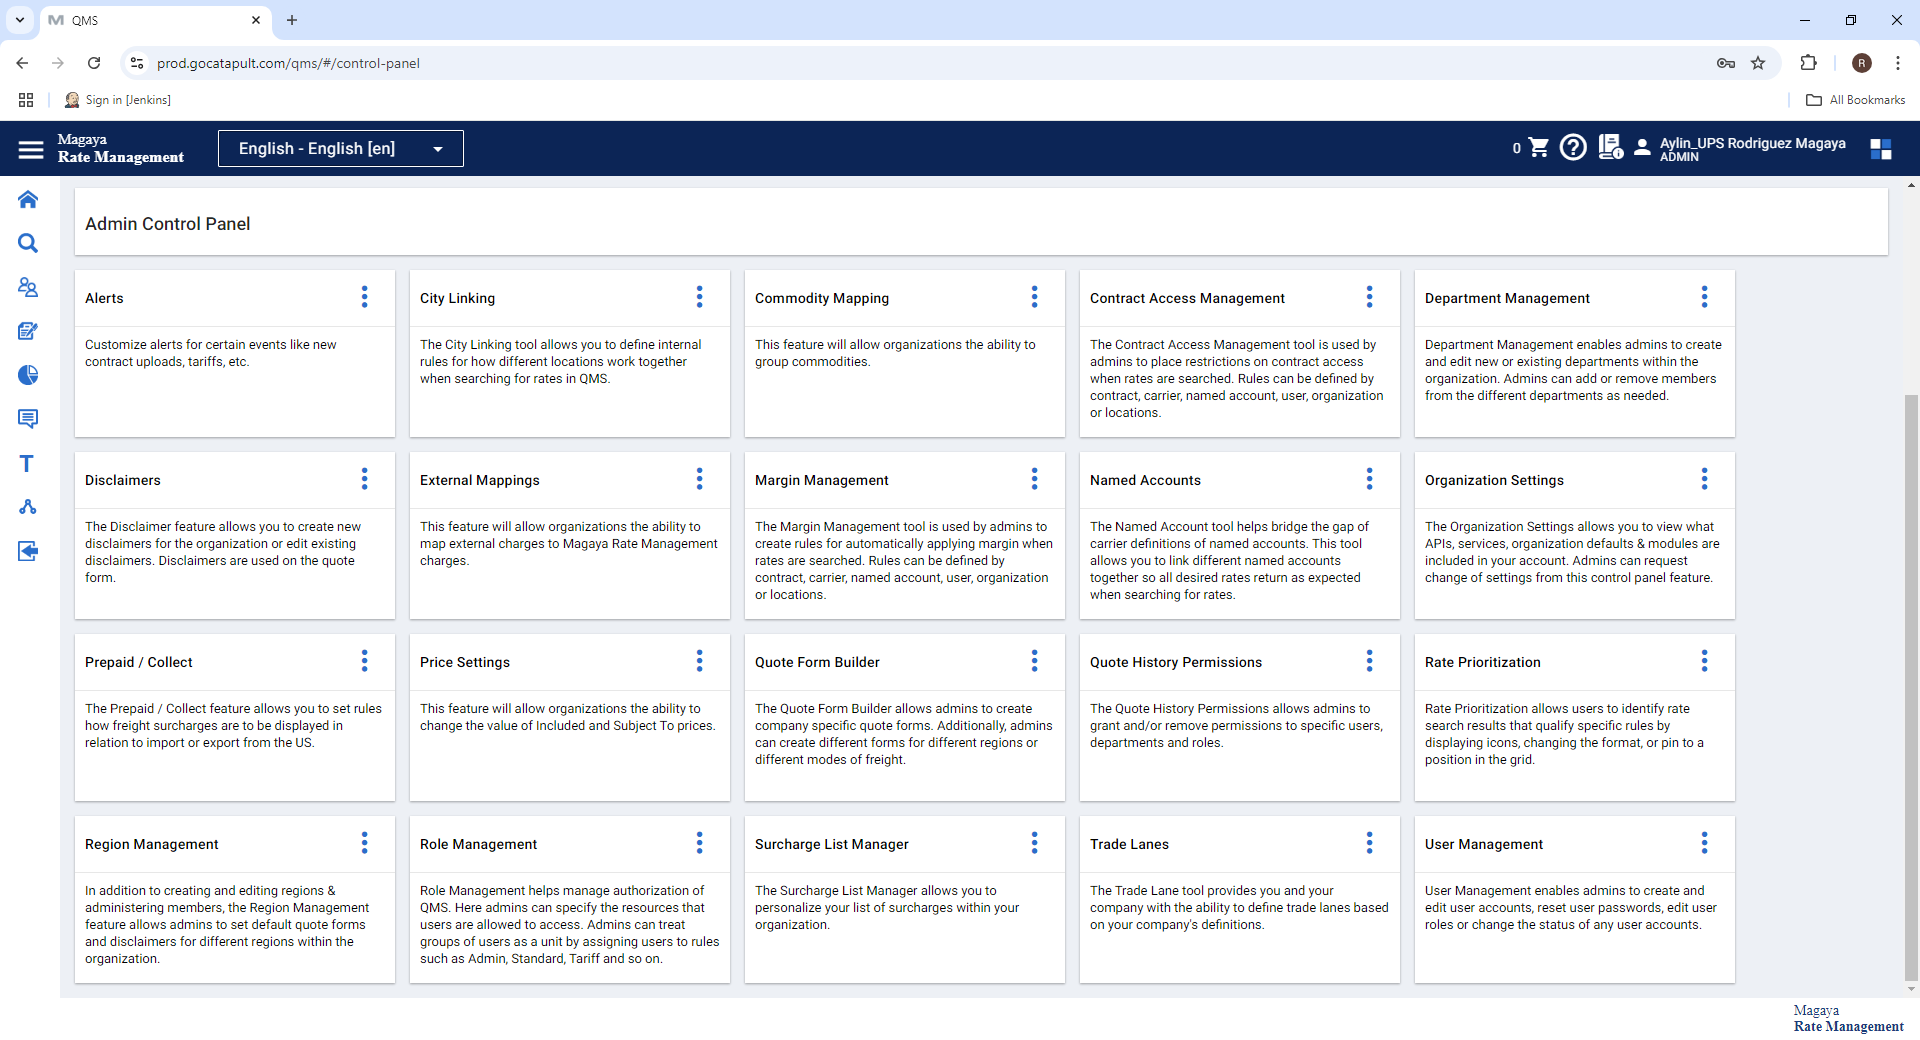 QMS
prod.gocatapult.com/qms/#/control-panel
R
Sign in [Jenkins]
All Bookmarks
Magaya
Rate Management
English - English [en]
0
Aylin_UPS Rodriguez Magaya
ADMIN
Admin Control Panel
Alerts
Customize alerts for certain events like new
contract uploads, tariffs, etc.
City Linking
The City Linking tool allows you to define internal
rules for how different locations work together
when searching for rates in QMS.
Commodity Mapping
This feature will allow organizations the ability to
group commodities.
Contract Access Management
The Contract Access Management tool is used by
admins to place restrictions on contract access
when rates are searched. Rules can be defined by
contract, carrier, named account, user, organization
or locations.
Department Management
Department Management enables admins to create
and edit new or existing departments within the
organization. Admins can add or remove members
from the different departments as needed.
Disclaimers
The Disclaimer feature allows you to create new
disclaimers for the organization or edit existing
disclaimers. Disclaimers are used on the quote
form.
External Mappings
This feature will allow organizations the ability to
map external charges to Magaya Rate Management
charges.
Margin Management
The Margin Management tool is used by admins to
create rules for automatically applying margin when
rates are searched. Rules can be defined by
contract, carrier, named account, user, organization
or locations.
Named Accounts
The Named Account tool helps bridge the gap of
carrier definitions of named accounts. This tool
allows you to link different named accounts
together so all desired rates return as expected
when searching for rates.
Organization Settings
The Organization Settings allows you to view what
APIs, services, organization defaults & modules are
included in your account. Admins can request
change of settings from this control panel feature.
Prepaid / Collect
The Prepaid / Collect feature allows you to set rules
how freight surcharges are to be displayed in
relation to import or export from the US.
Price Settings
This feature will allow organizations the ability to
change the value of Included and Subject To prices.
Quote Form Builder
The Quote Form Builder allows admins to create
company specific quote forms. Additionally, admins
can create different forms for different regions or
different modes of freight.
Quote History Permissions
The Quote History Permissions allows admins to
grant and/or remove permissions to specific users,
departments and roles.
Rate Prioritization
Rate Prioritization allows users to identify rate
search results that qualify specific rules by
displaying icons, changing the format, or pin to a
position in the grid.
Region Management
In addition to creating and editing regions &
administering members, the Region Management
feature allows admins to set default quote forms
and disclaimers for different regions within the
organization.
Role Management
Role Management helps manage authorization of
QMS. Here admins can specify the resources that
users are allowed to access. Admins can treat
groups of users as a unit by assigning users to rules
such as Admin, Standard, Tariff and so on.
Surcharge List Manager
The Surcharge List Manager allows you to
personalize your list of surcharges within your
organization.
Trade Lanes
The Trade Lane tool provides you and your
company with the ability to define trade lanes based
on your company's definitions.
User Management
User Management enables admins to create and
edit user accounts, reset user passwords, edit user
roles or change the status of any user accounts.
Magaya
Rate Management